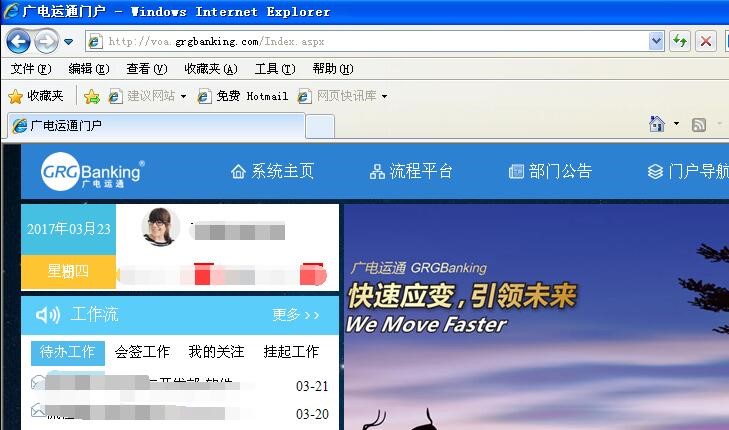 广电运通门户 - Windows Internet Explorer
http://voa.grgbanking.com/Index.aspx
文件(F) 编辑(E) 查看(V) 收藏夹(A) 工具(T) 帮助(H)
收藏夹 建议网站 免费 Hotmail 网页快讯库
广电运通门户
GRGBanking® 系统主页 流程平台 部门公告 门户导航
广电运通
2017年03月23
星期四
广电运通 GRGBanking
快速应变,引领未来
We Move Faster
工作流 更多>>
待办工作 会签工作 我的关注 挂起工作
03-21
03-20